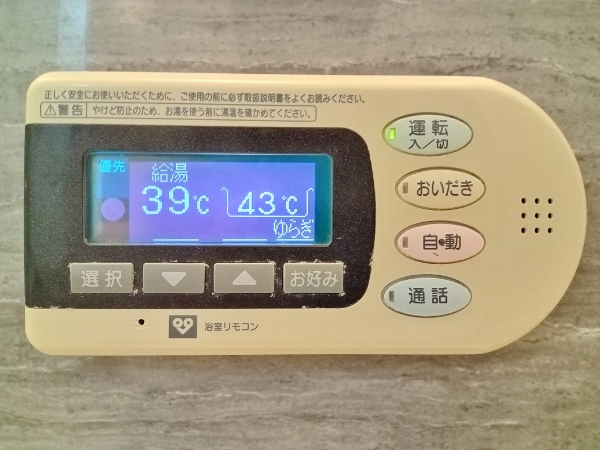 正しく安全にお使いいただくために、ご使用の前に必ず取扱説明書をよくお読みください。
警告 やけど防止のため、お湯を使う前に湯温を確かめてください。
運転
入/切
優先
給湯
39℃ 43℃
ゆらぎ
おいだき
自動
通話
選択 ▼ ▲ お好み
浴室リモコン